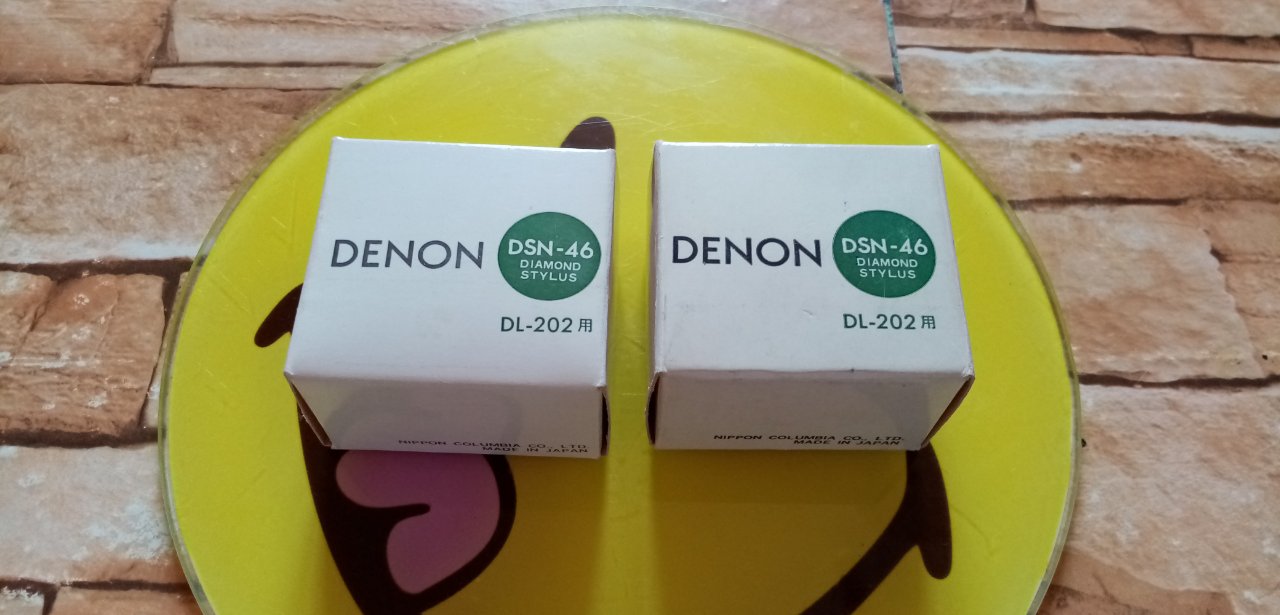 DENON
DSN-46
DIAMOND
STYLUS
DL-202用
NIPPON COLUMBIA CO., LTD.
MADE IN JAPAN
DENON
DSN-46
DIAMOND
STYLUS
DL-202用
NIPPON COLUMBIA CO., LTD.
MADE IN JAPAN